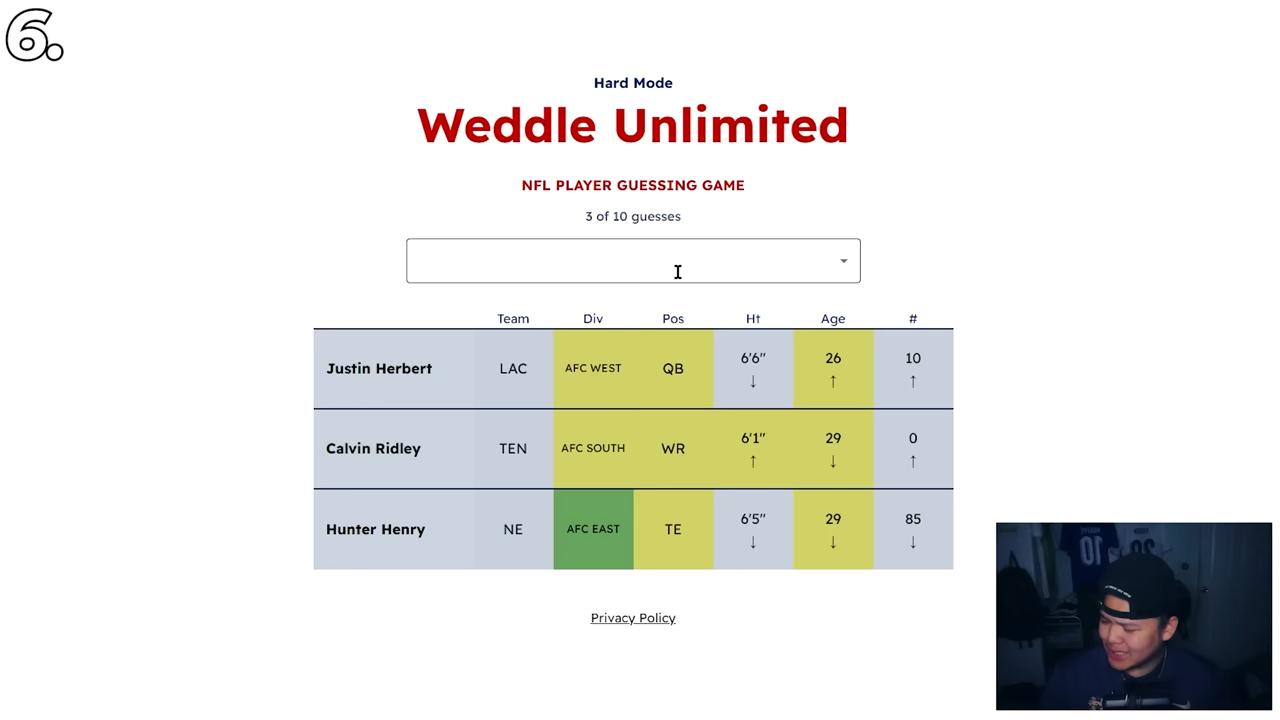 6.
Hard Mode
Weddle Unlimited
NFL PLAYER GUESSING GAME
3 of 10 guesses
Team Div Pos Ht Age #
Justin Herbert LAC AFC WEST QB 6'6" 26 10
↓ ↑ ↑
Calvin Ridley TEN AFC SOUTH WR 6'1" 29 0
↑ ↓ ↑
Hunter Henry NE AFC EAST TE 6'5" 29 85
↓ ↓ ↓
Privacy Policy
10